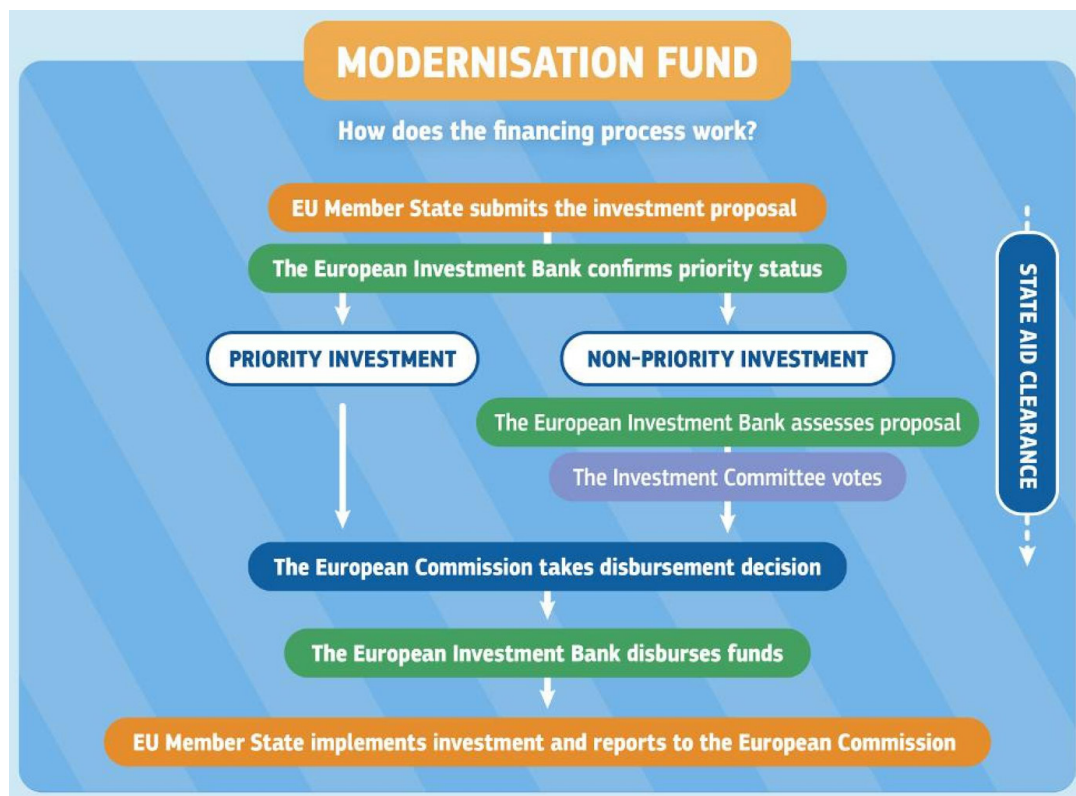 MODERNISATION FUND
How does the financing process work?
EU Member State submits the investment proposal
The European Investment Bank confirms priority status
PRIORITY INVESTMENT
NON-PRIORITY INVESTMENT
The European Investment Bank assesses proposal
The Investment Committee votes
The European Commission takes disbursement decision
The European Investment Bank disburses funds
EU Member State implements investment and reports to the European Commission
STATE AID CLEARANCE